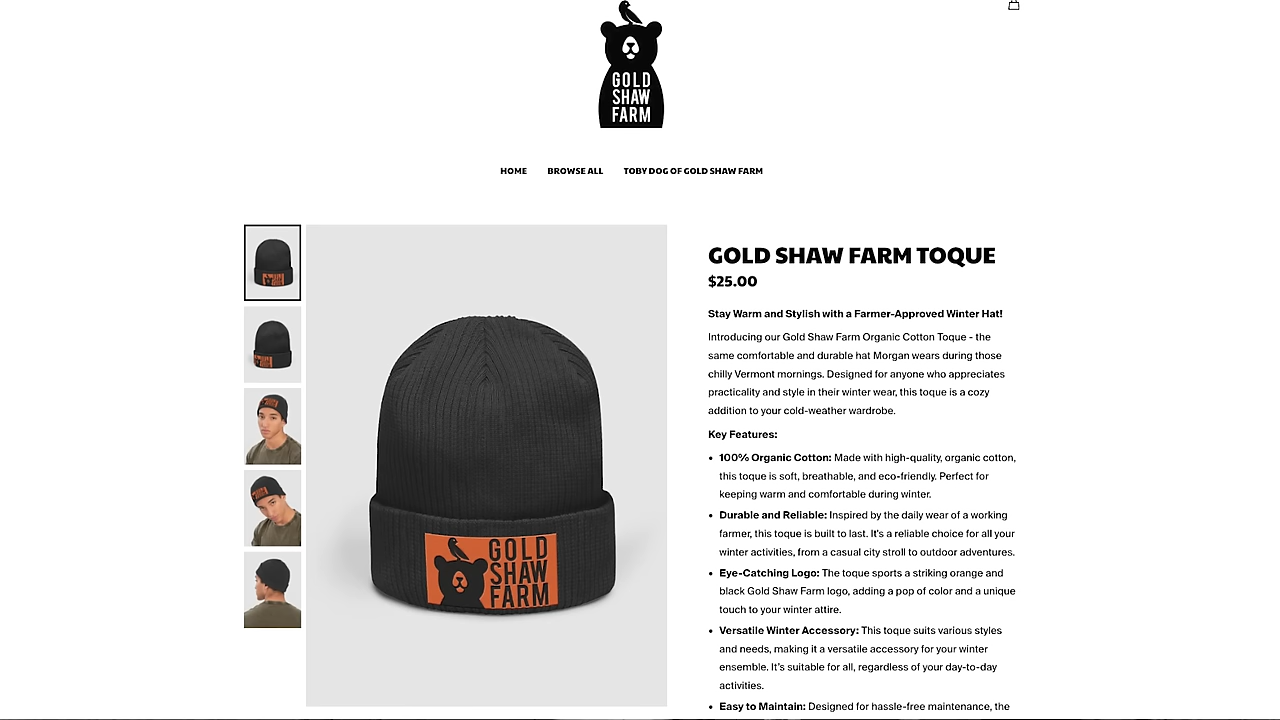 GOLD
SHAW
FARM
HOME BROWSE ALL TOBY DOG OF GOLD SHAW FARM
GOLD SHAW FARM TOQUE
$25.00
Stay Warm and Stylish with a Farmer-Approved Winter Hat!
Introducing our Gold Shaw Farm Organic Cotton Toque - the
same comfortable and durable hat Morgan wears during those
chilly Vermont mornings. Designed for anyone who appreciates
practicality and style in their winter wear, this toque is a cozy
addition to your cold-weather wardrobe.
Key Features:
• 100% Organic Cotton: Made with high-quality, organic cotton,
this toque is soft, breathable, and eco-friendly. Perfect for
keeping warm and comfortable during winter.
• Durable and Reliable: Inspired by the daily wear of a working
farmer, this toque is built to last. It's a reliable choice for all your
winter activities, from a casual city stroll to outdoor adventures.
• Eye-Catching Logo: The toque sports a striking orange and
black Gold Shaw Farm logo, adding a pop of color and a unique
touch to your winter attire.
• Versatile Winter Accessory: This toque suits various styles
and needs, making it a versatile accessory for your winter
ensemble. It's suitable for all, regardless of your day-to-day
activities.
• Easy to Maintain: Designed for hassle-free maintenance, the
GOLD
SHAW
FARM